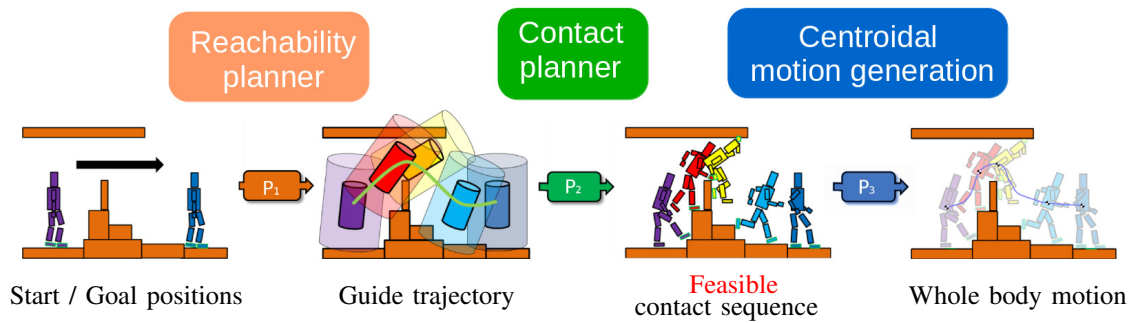 Reachability
planner
Contact
planner
Centroidal
motion generation
P1
P2
P3
Start / Goal positions
Guide trajectory
Feasible
contact sequence
Whole body motion